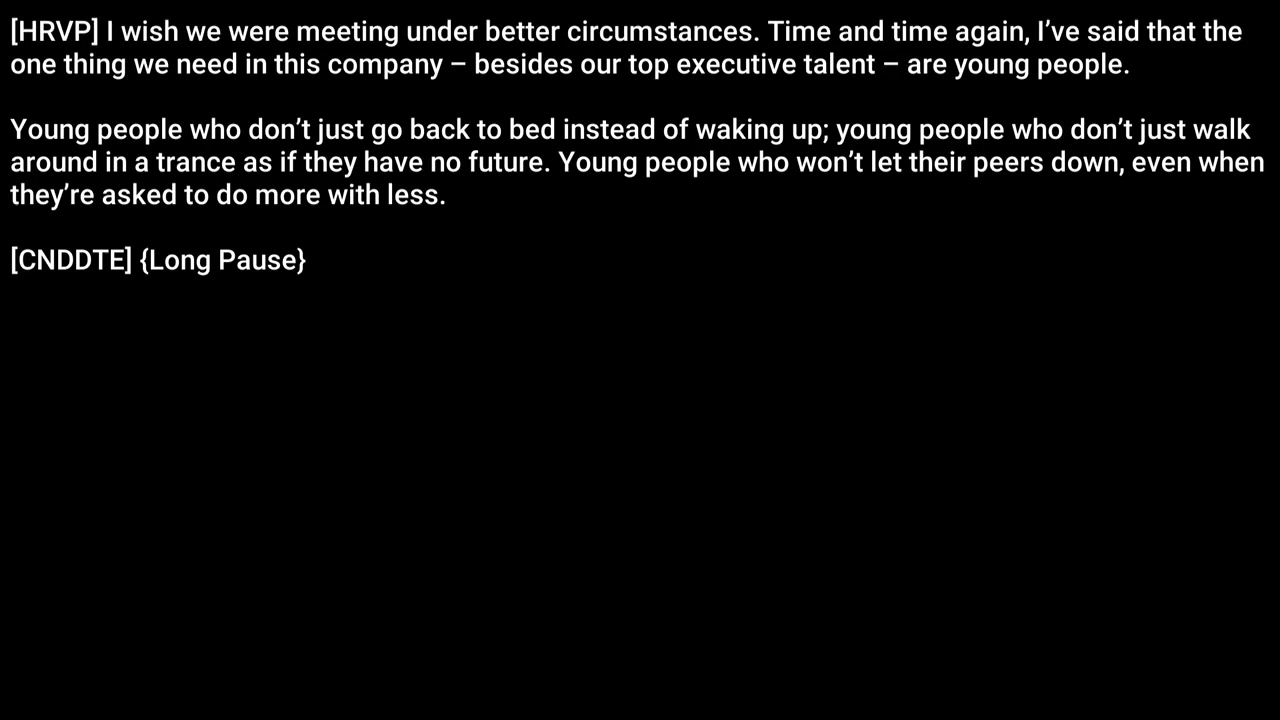 [HRVP] I wish we were meeting under better circumstances. Time and time again, I’ve said that the
one thing we need in this company – besides our top executive talent – are young people.
Young people who don’t just go back to bed instead of waking up; young people who don’t just walk
around in a trance as if they have no future. Young people who won’t let their peers down, even when
they’re asked to do more with less.
[CNDDTE] {Long Pause}